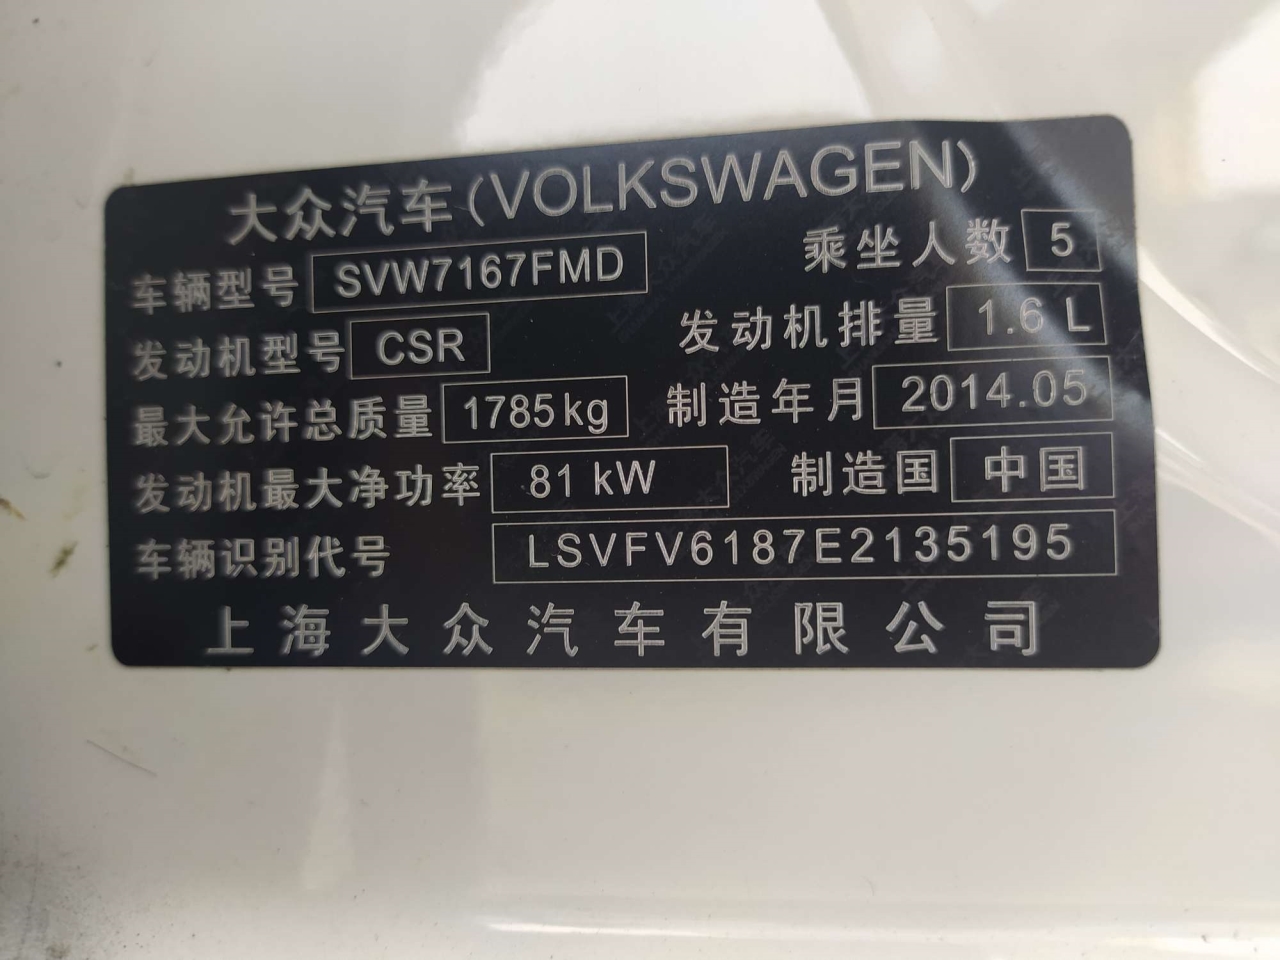 大众汽车(VOLKSWAGEN)
车辆型号 SVW7167FMD 乘坐人数 5
发动机型号 CSR 发动机排量 1.6 L
最大允许总质量 1785kg 制造年月 2014.05
发动机最大净功率 81 kW 制造国 中国
车辆识别代号 LSVFV6187E2135195
上海大众汽车有限公司